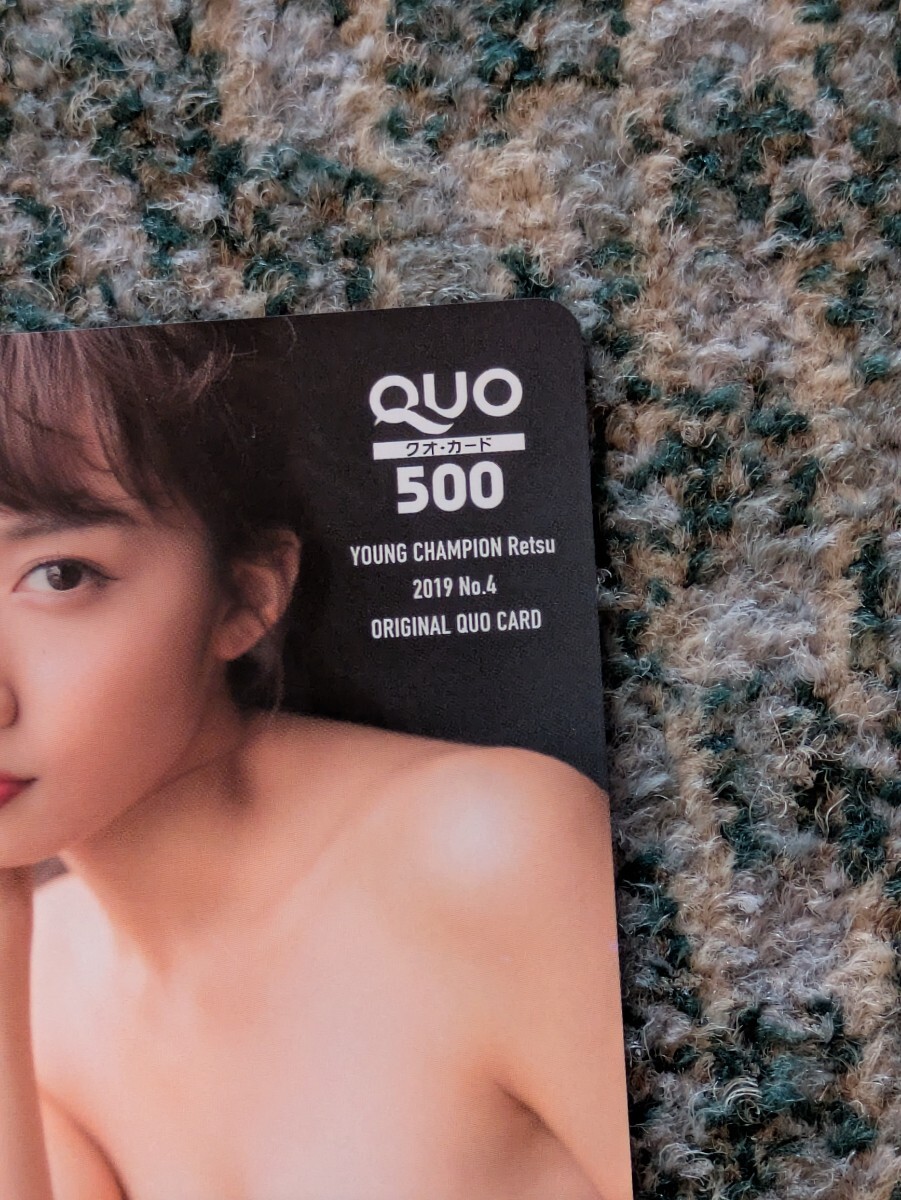 QUO
クオ・カード
500
YOUNG CHAMPION Retsu
2019 No.4
ORIGINAL QUO CARD